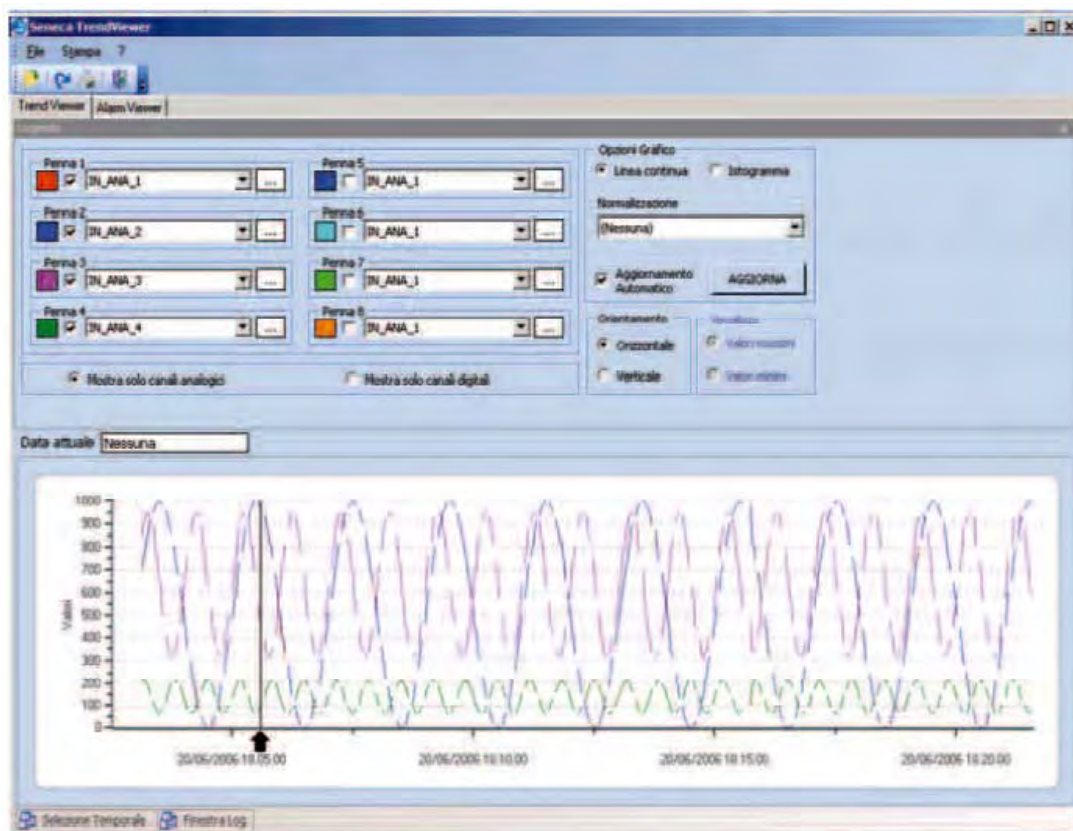 Seneca TrendViewer
File Stampa ?
Trend Viewer Alarm Viewer
Penna 1 Penna 5 Opzioni Grafico
IN_ANA_1 ... IN_ANA_1 ... Linea continua Istogramma
Penna 2 Penna 6 Normalizzazione
IN_ANA_2 ... IN_ANA_1 ... (Nessuna)
Penna 3 Penna 7
IN_ANA_3 ... IN_ANA_1 ... Aggiornamento Automatico AGGIORNA
Penna 4 Penna 8 Orientamento
IN_ANA_4 ... IN_ANA_1 ... Orizzontale Valori massimi
Mostra solo canali analogici Mostra solo canali digitali Verticale Valori minimi
Data attuale Nessuna
Valori
1000
900
800
700
600
500
400
300
200
100
0
20/06/2006 18.05.00 20/06/2006 18.10.00 20/06/2006 18.15.00 20/06/2006 18.20.00
Selezione Temporale Finestra Log